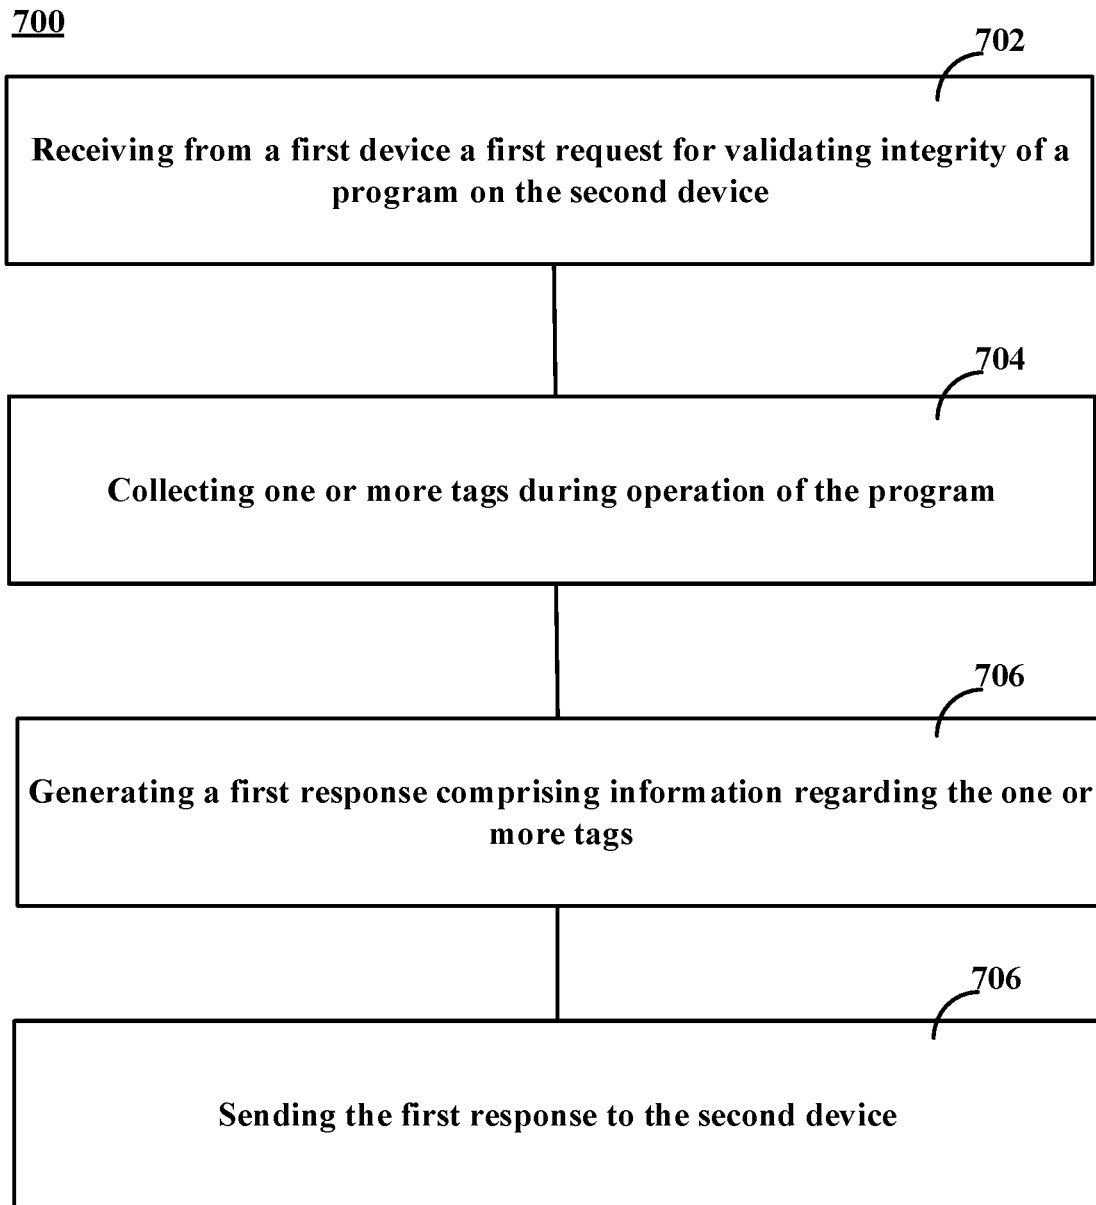 700
702
Receiving from a first device a first request for validating integrity of a
program on the second device
704
Collecting one or more tags during operation of the program
706
Generating a first response comprising information regarding the one or
more tags
706
Sending the first response to the second device